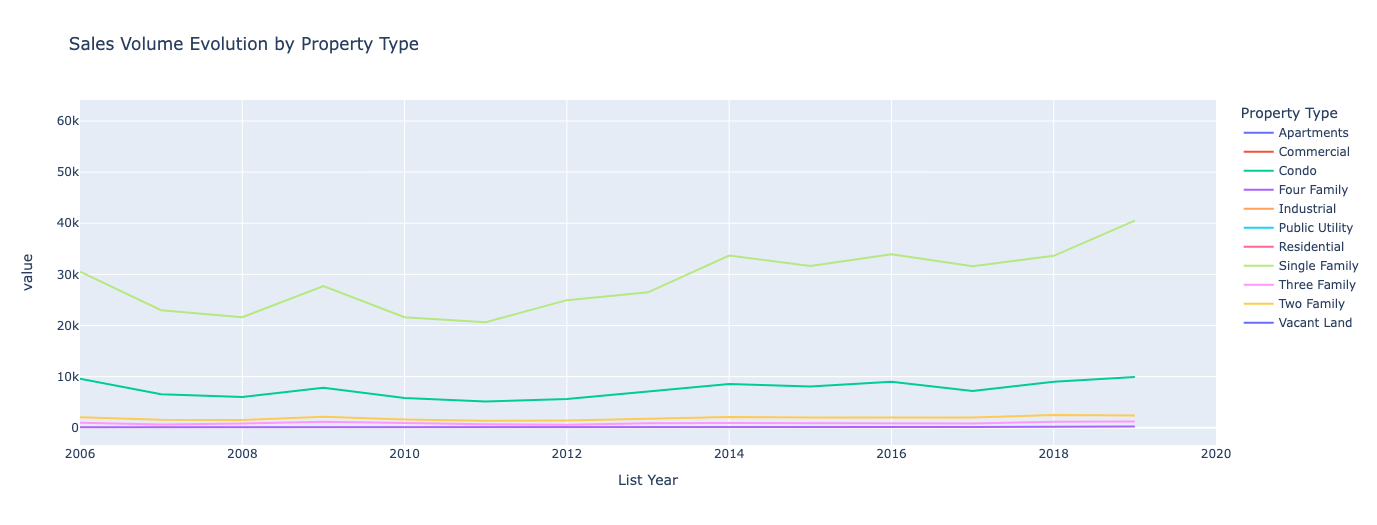 Sales Volume Evolution by Property Type
60k
50k
40k
30k
20k
10k
0
value
2006 2008 2010 2012 2014 2016 2018 2020
List Year
Property Type
Apartments
Commercial
Condo
Four Family
Industrial
Public Utility
Residential
Single Family
Three Family
Two Family
Vacant Land